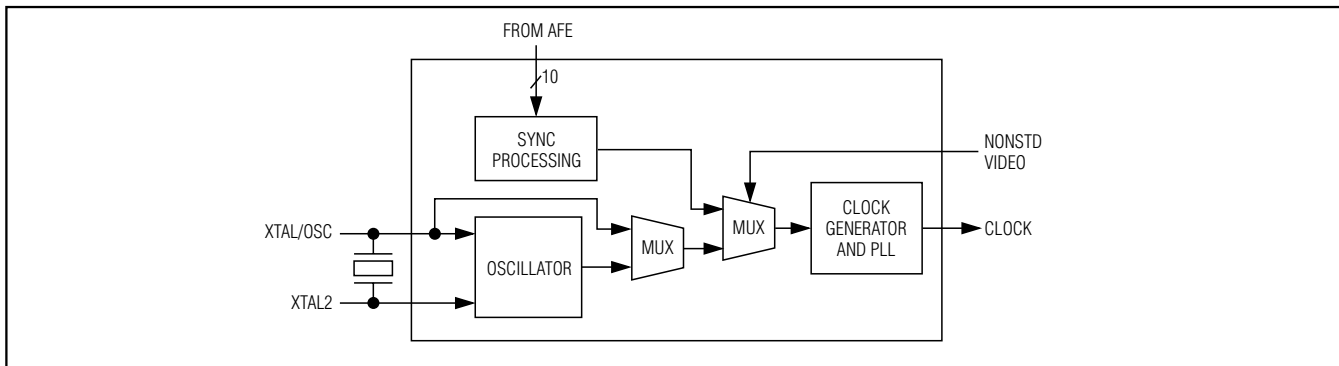 FROM AFE
10
SYNC
PROCESSING
NONSTD
VIDEO
XTAL/OSC
OSCILLATOR
MUX
MUX
CLOCK
GENERATOR
AND PLL
CLOCK
XTAL2